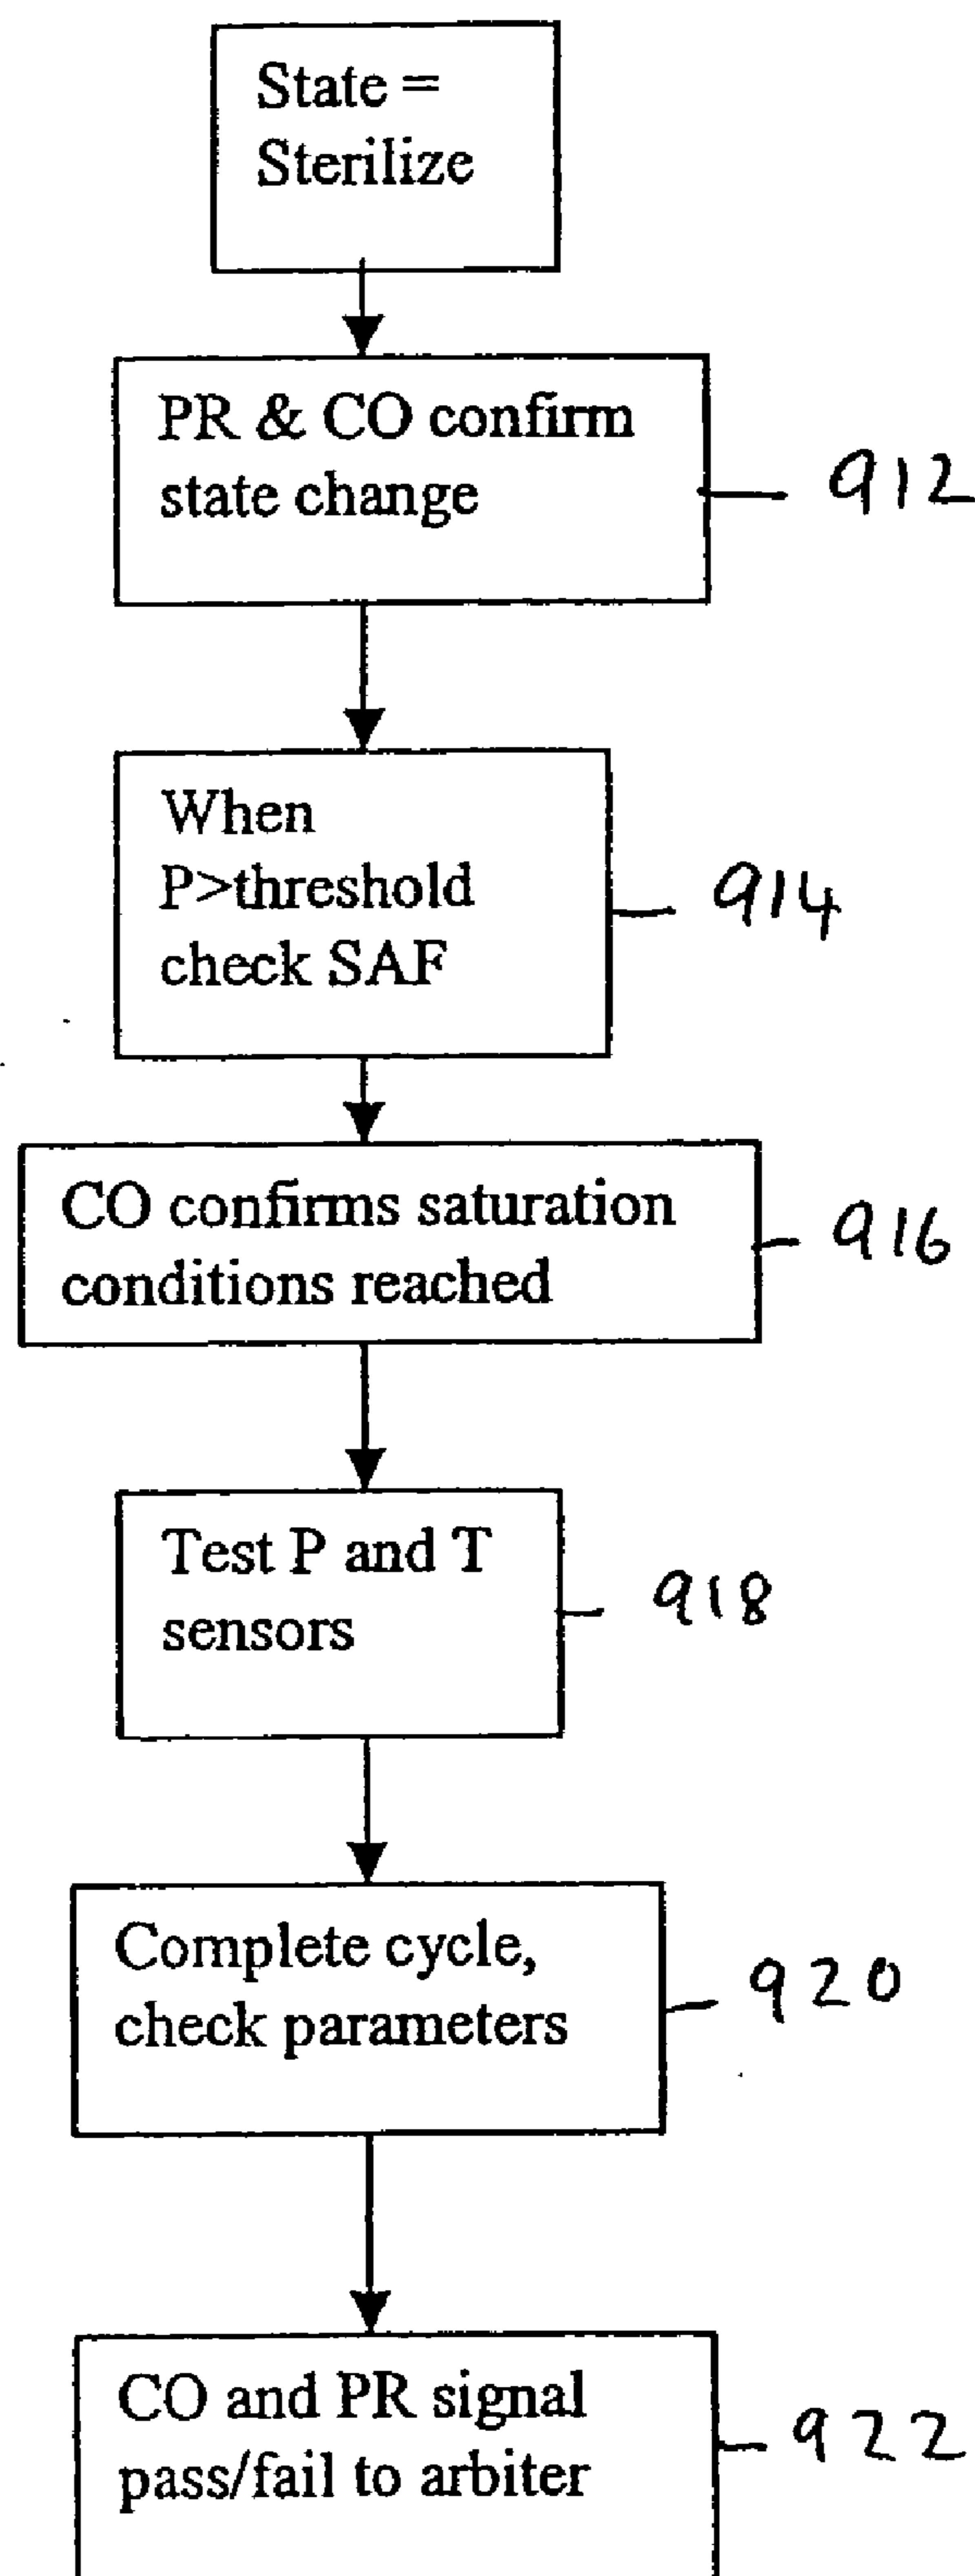 State =
Sterilize
PR & CO confirm
state change
912
When
P>threshold
check SAF
914
CO confirms saturation
conditions reached
916
Test P and T
sensors
918
Complete cycle,
check parameters
920
CO and PR signal
pass/fail to arbiter
922